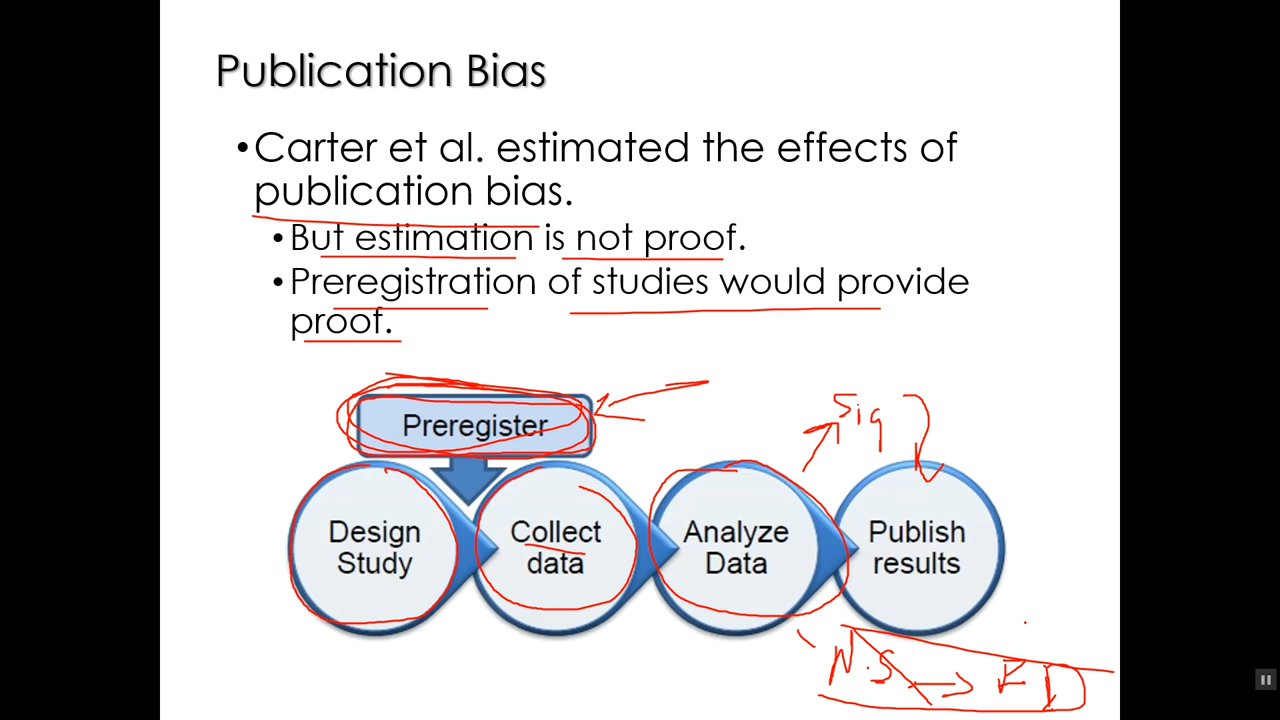 Publication Bias
•Carter et al. estimated the effects of
publication bias.
•But estimation is not proof.
•Preregistration of studies would provide
proof.
Preregister
Sig
Design
Study
Collect
data
Analyze
Data
Publish
results
N.S → FD